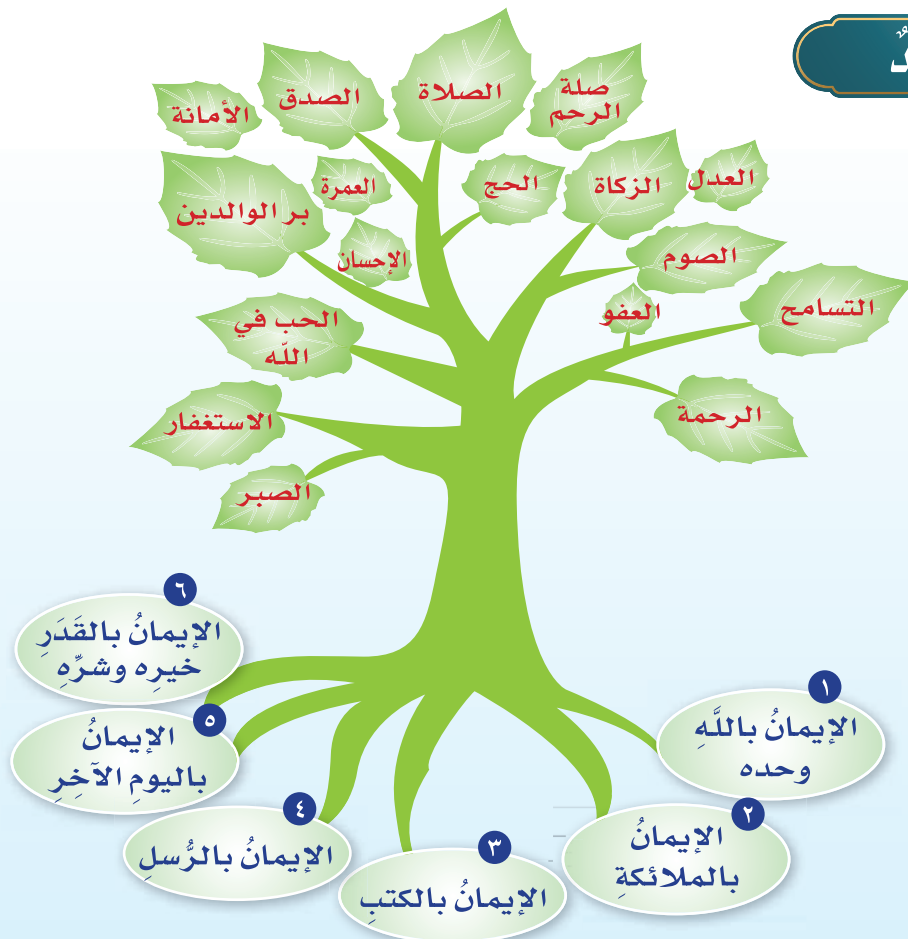 صلة
الرحم
الصلاة
الصدق
الأمانة
العدل
الزكاة
الحج
العمرة
بر الوالدين
الصوم
الإحسان
التسامح
العفو
الحب في
اللّه
الرحمة
الاستغفار
الصبر
١
الإيمانُ باللَّهِ
وحده
٢
الإيمانُ
بالملائكةِ
٣
الإيمانُ بالكتبِ
٤
الإيمانُ بالرُّسلِ
٥
الإيمانُ
باليومِ الآخِرِ
٦
الإيمانُ بالقَدَرِ
خيرِه وشرِّهِ